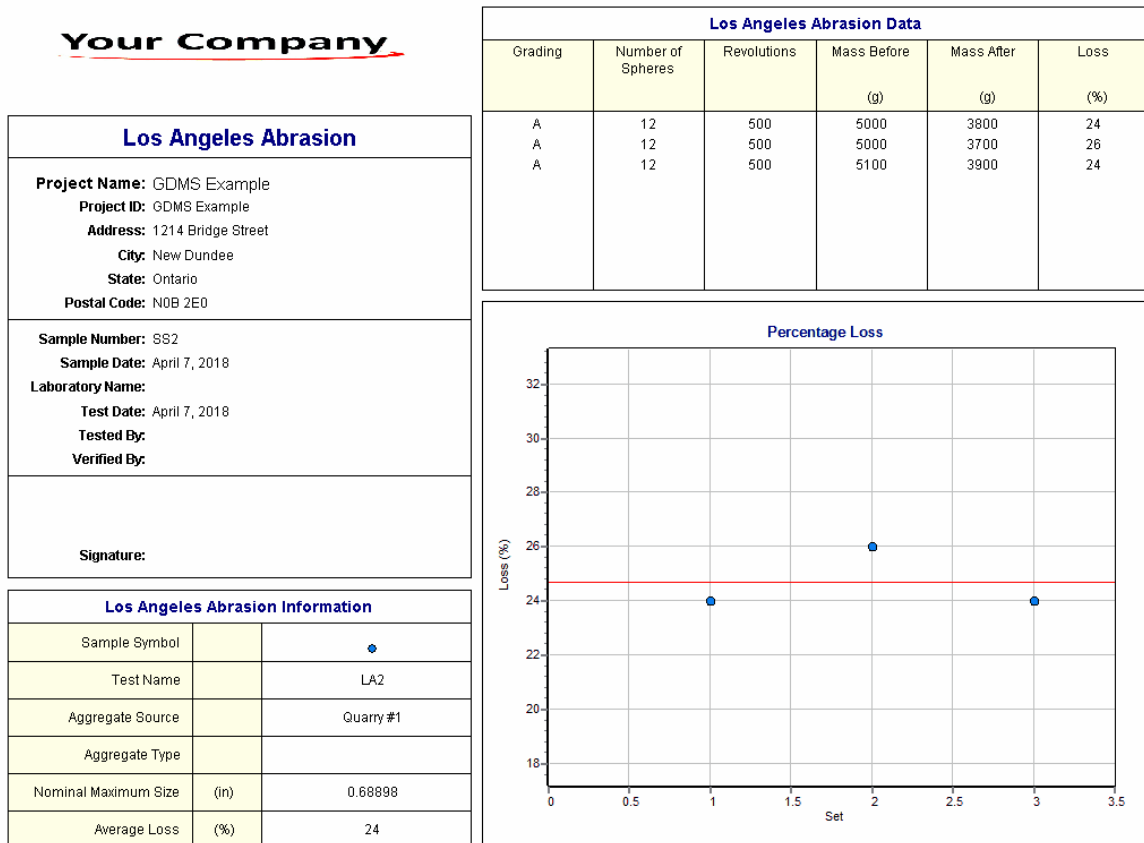 Your Company
Los Angeles Abrasion
Project Name: GDMS Example
Project ID: GDMS Example
Address: 1214 Bridge Street
City: New Dundee
State: Ontario
Postal Code: N0B 2E0
Sample Number: SS2
Sample Date: April 7, 2018
Laboratory Name:
Test Date: April 7, 2018
Tested By:
Verified By:
Signature:
Los Angeles Abrasion Information
Sample Symbol
Test Name LA2
Aggregate Source Quarry #1
Aggregate Type
Nominal Maximum Size (in) 0.68898
Average Loss (%) 24
Los Angeles Abrasion Data
Grading Number of Revolutions Mass Before Mass After Loss
Spheres
(g) (g) (%)
A 12 500 5000 3800 24
A 12 500 5000 3700 26
A 12 500 5100 3900 24
Percentage Loss
32
30
28
26
24
22
20
18
Loss (%)
0 0.5 1 1.5 2 2.5 3 3.5
Set